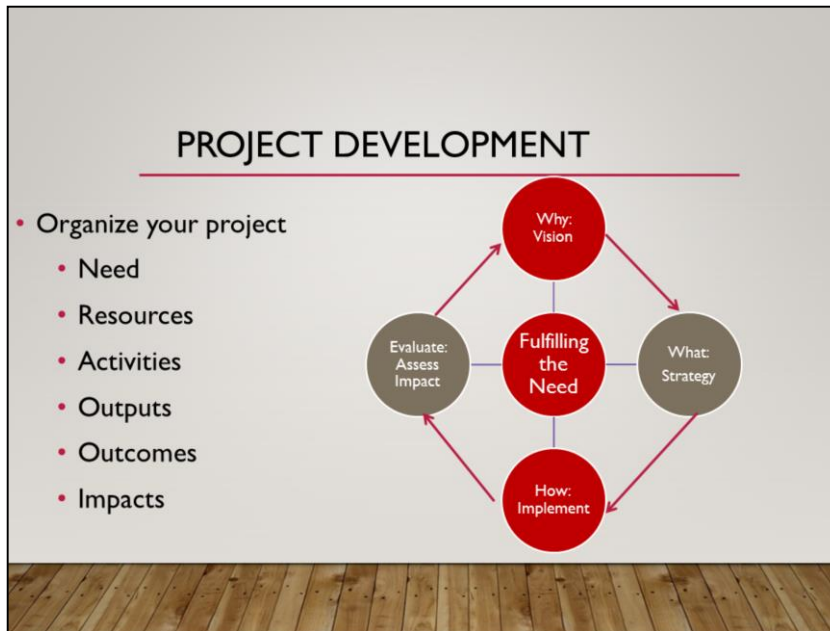 PROJECT DEVELOPMENT
• Organize your project
• Need
• Resources
• Activities
• Outputs
• Outcomes
• Impacts
Why:
Vision
What:
Strategy
How:
Implement
Evaluate:
Assess
Impact
Fulfilling
the
Need